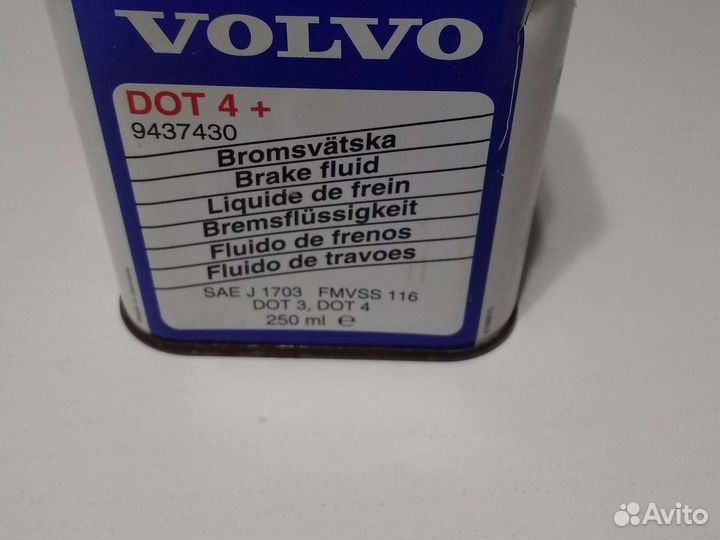 VOLVO
DOT 4 +
9437430
Bromsvätska
Brake fluid
Liquide de frein
Bremsflüssigkeit
Fluido de frenos
Fluido de travoes
SAE J 1703 FMVSS 116
DOT 3, DOT 4
250 ml ℮
Avito